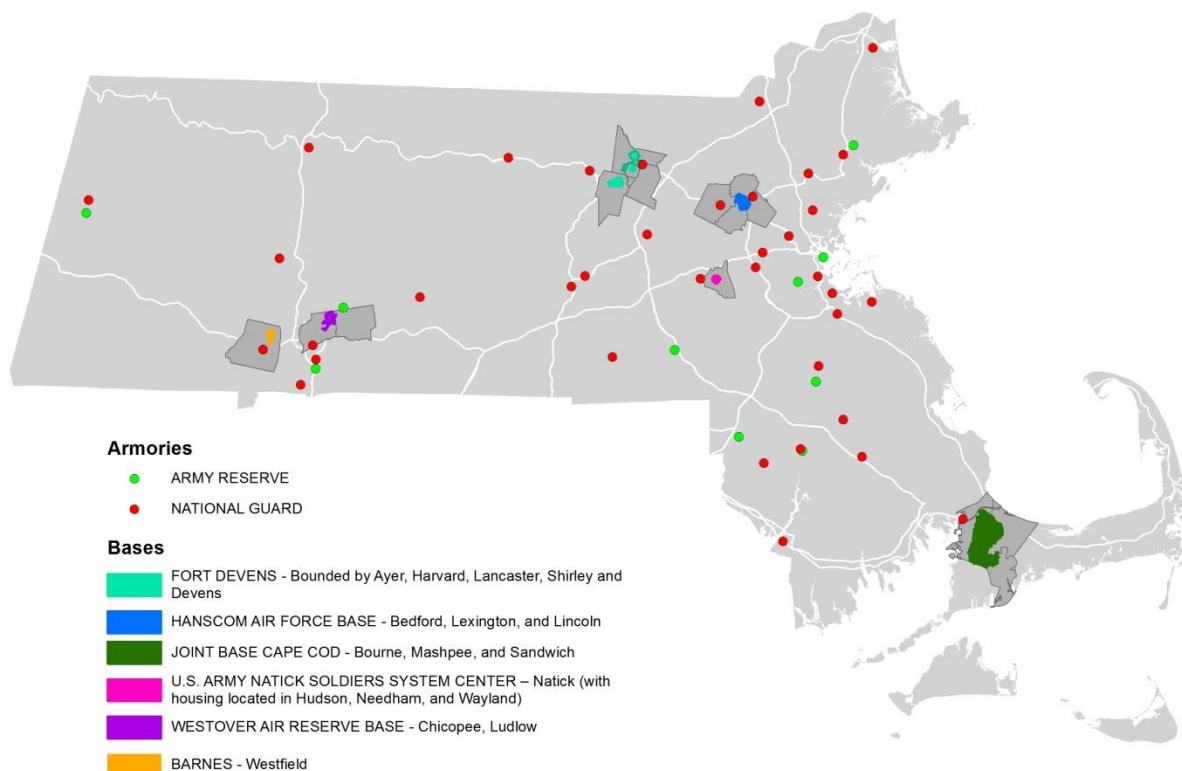 Armories
ARMY RESERVE
NATIONAL GUARD
Bases
FORT DEVENS - Bounded by Ayer, Harvard, Lancaster, Shirley and
Devens
HANSCOM AIR FORCE BASE - Bedford, Lexington, and Lincoln
JOINT BASE CAPE COD - Bourne, Mashpee, and Sandwich
U.S. ARMY NATICK SOLDIERS SYSTEM CENTER – Natick (with
housing located in Hudson, Needham, and Wayland)
WESTOVER AIR RESERVE BASE - Chicopee, Ludlow
BARNES - Westfield